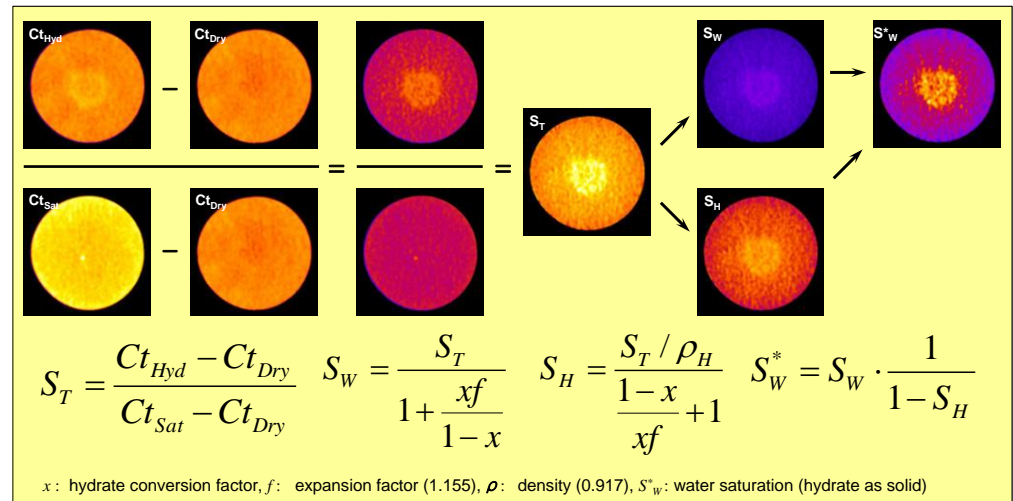 Ct_Hyd − Ct_Dry
S_W
S*_W
= = S_T
Ct_Sat − Ct_Dry
S_H
S_T = (Ct_Hyd − Ct_Dry) / (Ct_Sat − Ct_Dry)
S_W = S_T / (1 + xf / (1 − x))
S_H = (S_T / ρ_H) / ((1 − x) / xf + 1)
S*_W = S_W · 1 / (1 − S_H)
x : hydrate conversion factor, f : expansion factor (1.155), ρ : density (0.917), S*_W: water saturation (hydrate as solid)